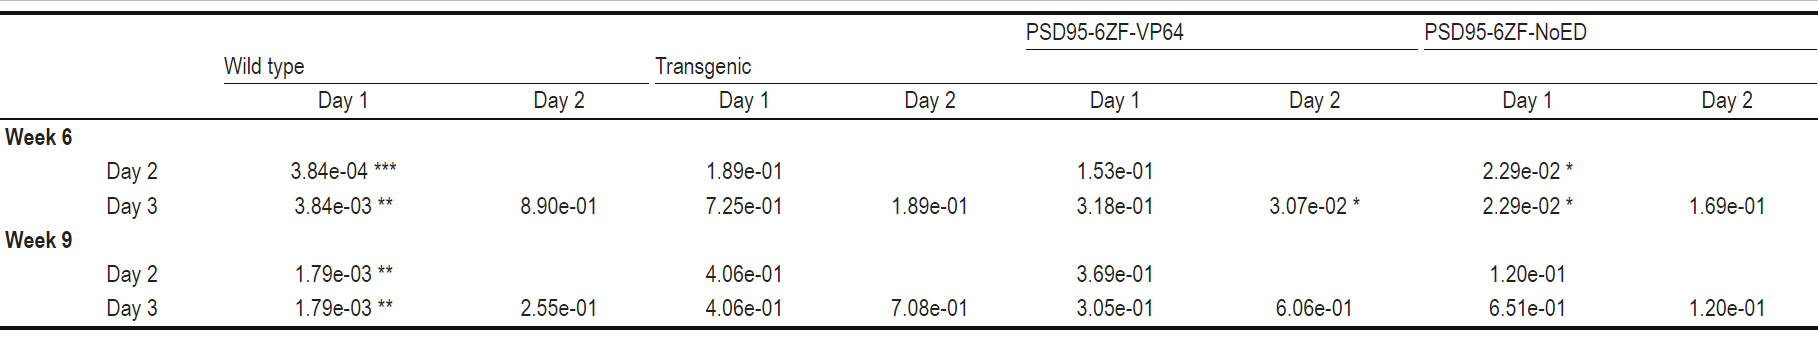 PSD95-6ZF-VP64 PSD95-6ZF-NoED
Wild type Transgenic
Day 1 Day 2 Day 1 Day 2 Day 1 Day 2 Day 1 Day 2
Week 6
Day 2 3.84e-04 *** 1.89e-01 1.53e-01 2.29e-02 *
Day 3 3.84e-03 ** 8.90e-01 7.25e-01 1.89e-01 3.18e-01 3.07e-02 * 2.29e-02 * 1.69e-01
Week 9
Day 2 1.79e-03 ** 4.06e-01 3.69e-01 1.20e-01
Day 3 1.79e-03 ** 2.55e-01 4.06e-01 7.08e-01 3.05e-01 6.06e-01 6.51e-01 1.20e-01